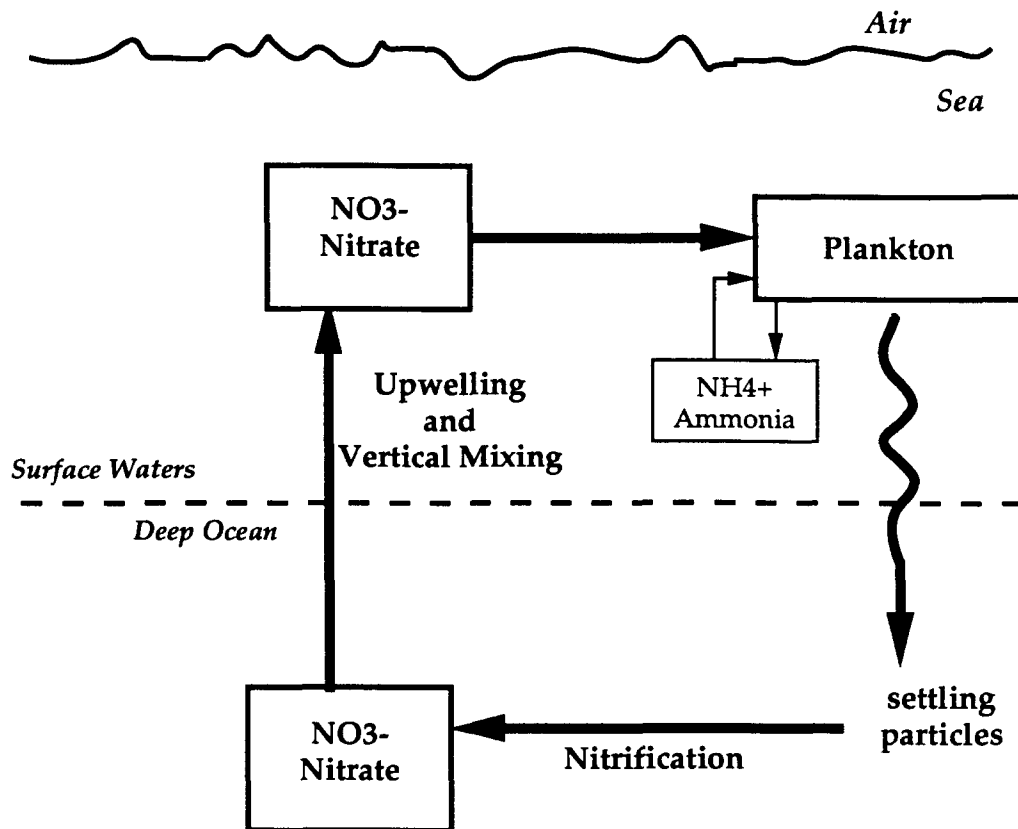 Air
Sea
NO3-
Nitrate
Plankton
NH4+
Ammonia
Upwelling
and
Vertical Mixing
Surface Waters
Deep Ocean
settling
particles
NO3-
Nitrate
Nitrification